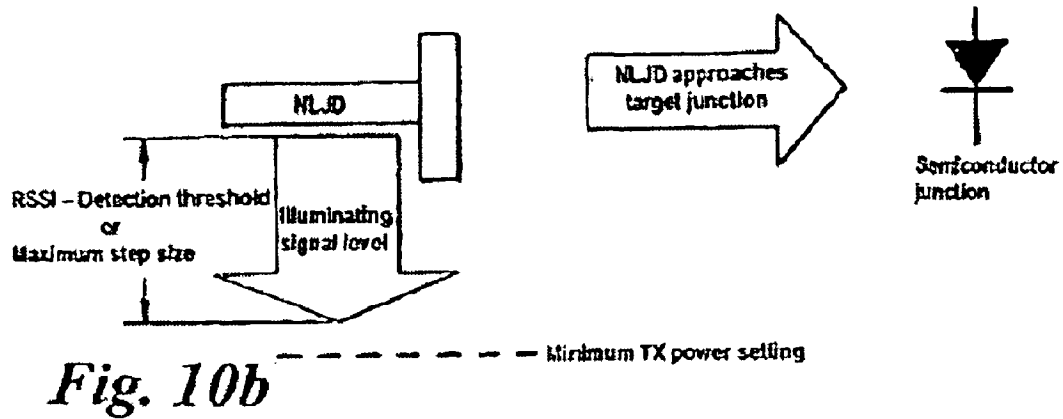 NLJD
NLJD approaches
target junction
Semiconductor
junction
RSSI – Detection threshold
or
Maximum step size
Illuminating
signal level
Minimum TX power setting
Fig. 10b